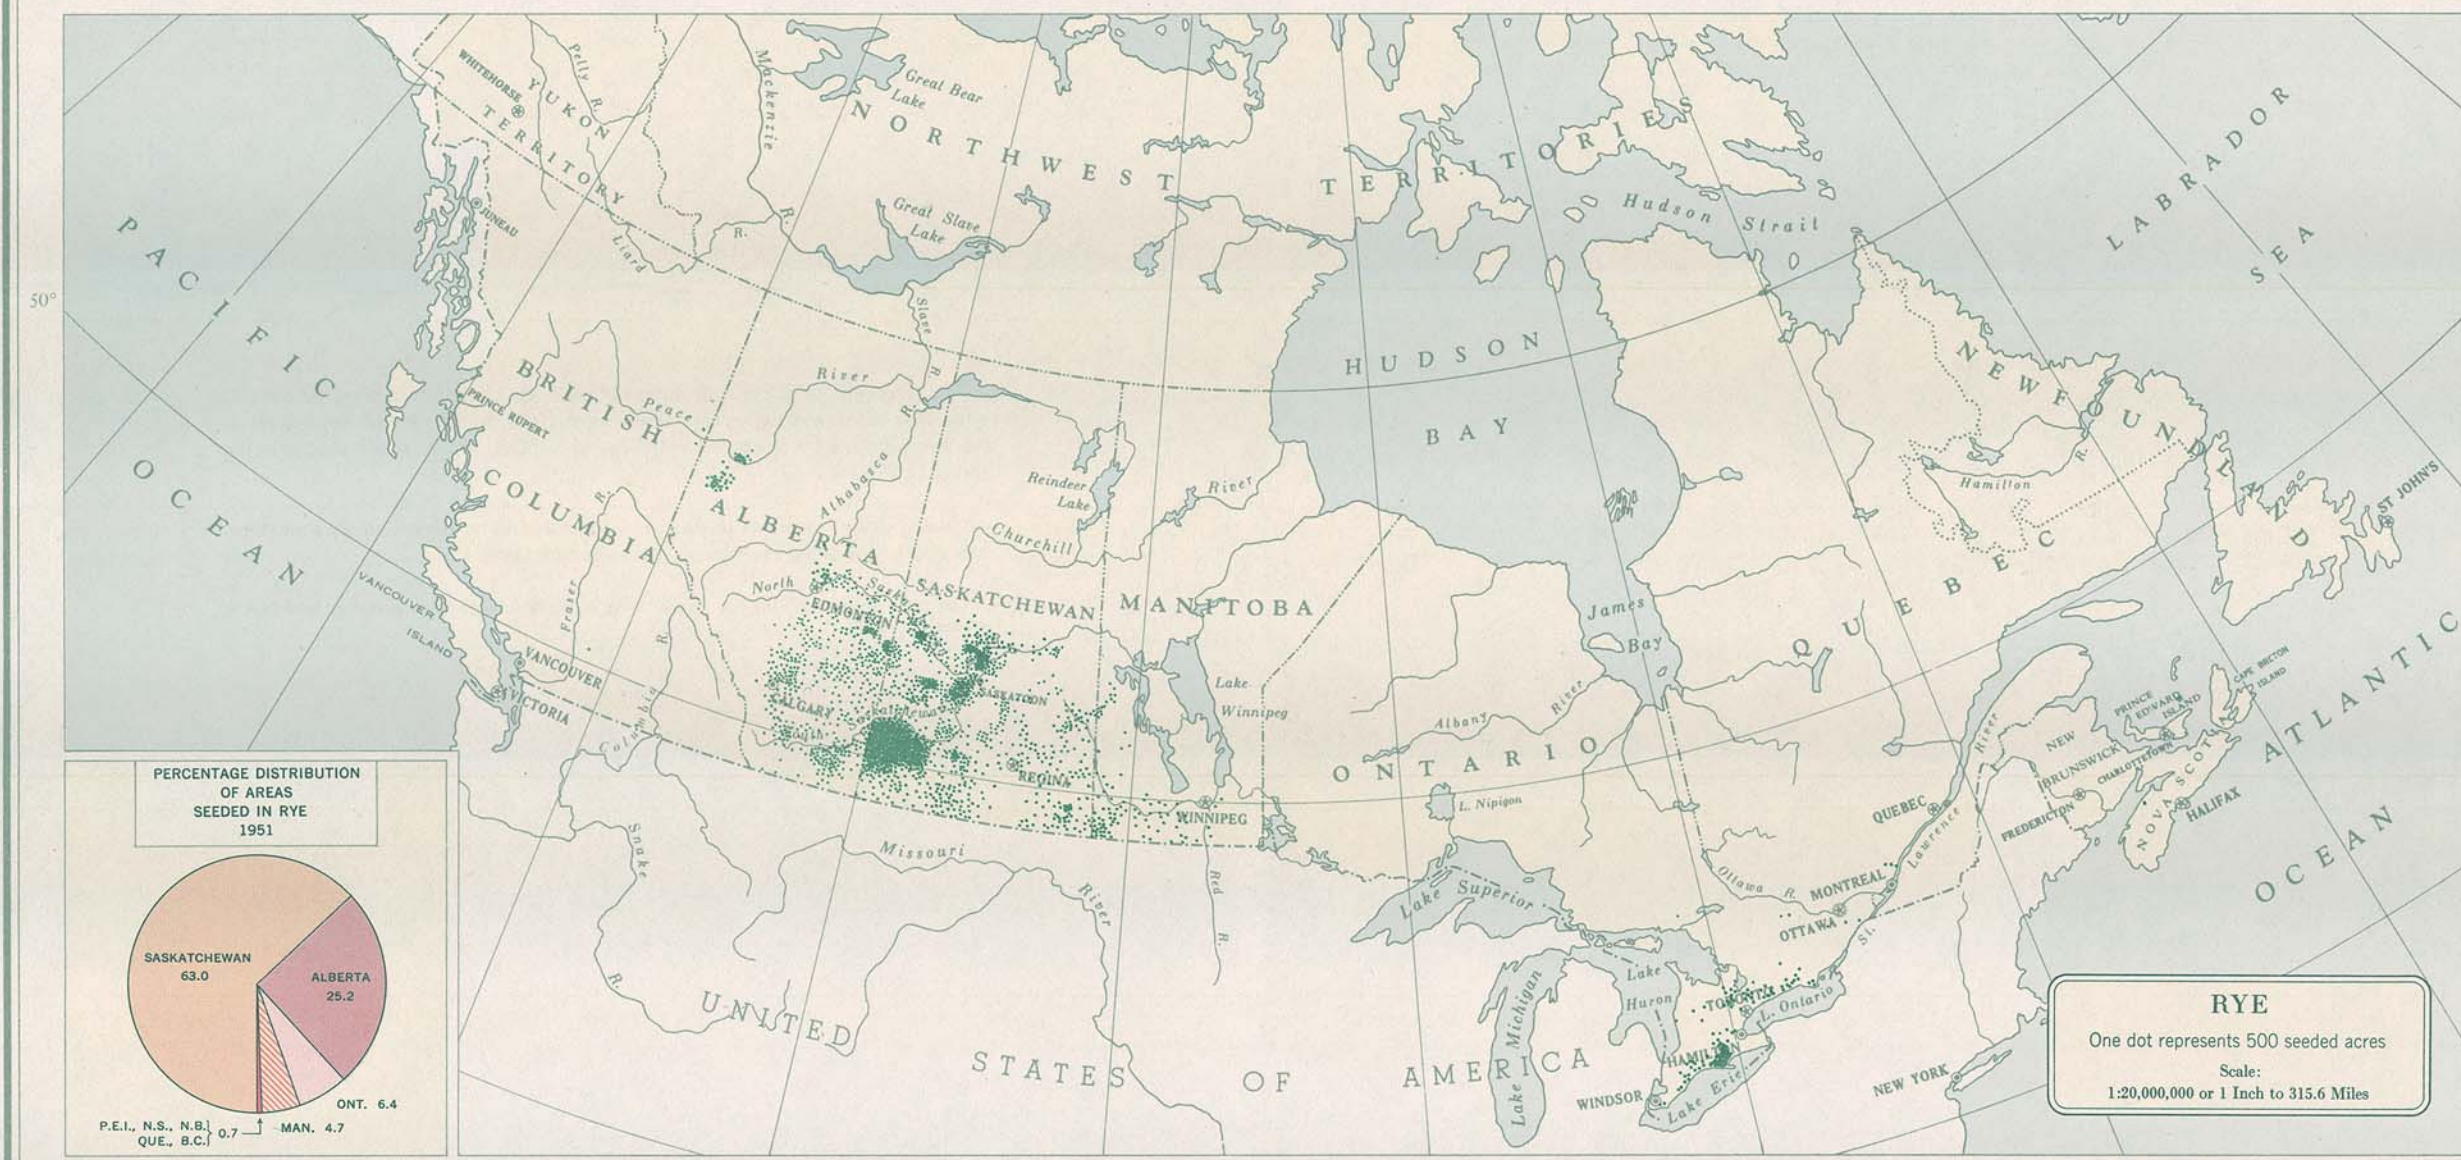 WHITEHORSE
YUKON
TERRITORY
Pelly R.
Mackenzie
R.
Great Bear
Lake
NORTHWEST TERRITORIES
Great Slave
Lake
Hudson Strait
LABRADOR
SEA
JUNEAU
Liard
R.
Slave
R.
50°
PACIFIC
OCEAN
BRITISH
COLUMBIA
PRINCE RUPERT
Peace
River
HUDSON
BAY
NEWFOUNDLAND
Hamilton
R.
ST JOHN'S
ALBERTA
Athabasca
R.
Reindeer
Lake
River
Churchill
VANCOUVER
ISLAND
Fraser
R.
North
Saskat
EDMONTON
SASKATCHEWAN
MANITOBA
James
Bay
QUEBEC
VANCOUVER
VICTORIA
Columbia
R.
CALGARY
South
Saskatchewan
SASKATOON
REGINA
Lake
Winnipeg
WINNIPEG
Albany
River
ONTARIO
L. Nipigon
QUEBEC
St. Lawrence
River
NEW
BRUNSWICK
FREDERICTON
PRINCE
EDWARD
ISLAND
CHARLOTTETOWN
CAPE BRETON
ISLAND
NOVA SCOTIA
HALIFAX
ATLANTIC
OCEAN
Snake
R.
Missouri
River
Red
R.
Lake Superior
Ottawa R.
MONTREAL
OTTAWA
Lake Michigan
Lake
Huron
TORONTO
L. Ontario
HAMILTON
WINDSOR
Lake Erie
NEW YORK
UNITED STATES OF AMERICA
PERCENTAGE DISTRIBUTION
OF AREAS
SEEDED IN RYE
1951
SASKATCHEWAN
63.0
ALBERTA
25.2
ONT. 6.4
MAN. 4.7
P.E.I., N.S., N.B.
QUE., B.C.
0.7
RYE
One dot represents 500 seeded acres
Scale:
1:20,000,000 or 1 Inch to 315.6 Miles